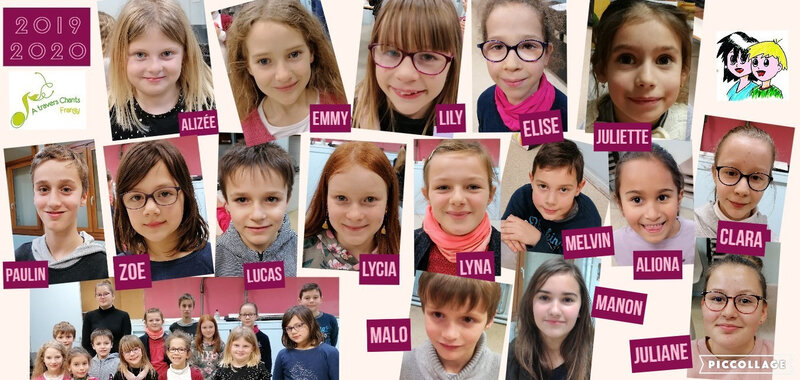 2019
2020
A travers Chants
Frangy
ALIZÉE
EMMY
LILY
ELISE
JULIETTE
PAULIN
ZOE
LUCAS
LYCIA
LYNA
MELVIN
ALIONA
CLARA
MALO
MANON
JULIANE
PICCOLLAGE